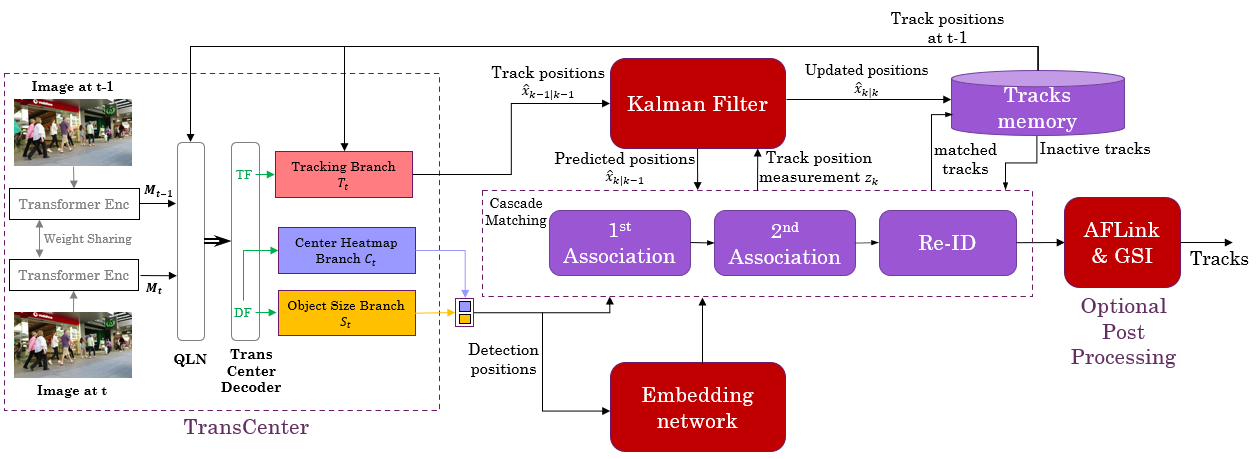 Track positions
at t-1
Image at t-1
Transformer Enc
M_{t-1}
Weight Sharing
Transformer Enc
M_t
Image at t
QLN
TF
DF
Trans
Center
Decoder
Tracking Branch
T_t
Center Heatmap
Branch C_t
Object Size Branch
S_t
TransCenter
Track positions
x̂_{k-1|k-1}
Kalman Filter
Updated positions
x̂_{k|k}
Tracks
memory
Predicted positions
x̂_{k|k-1}
Track position
measurement z_k
matched
tracks
Inactive tracks
Cascade
Matching
1st
Association
2nd
Association
Re-ID
AFLink
& GSI
Tracks
Optional
Post
Processing
Detection
positions
Embedding
network